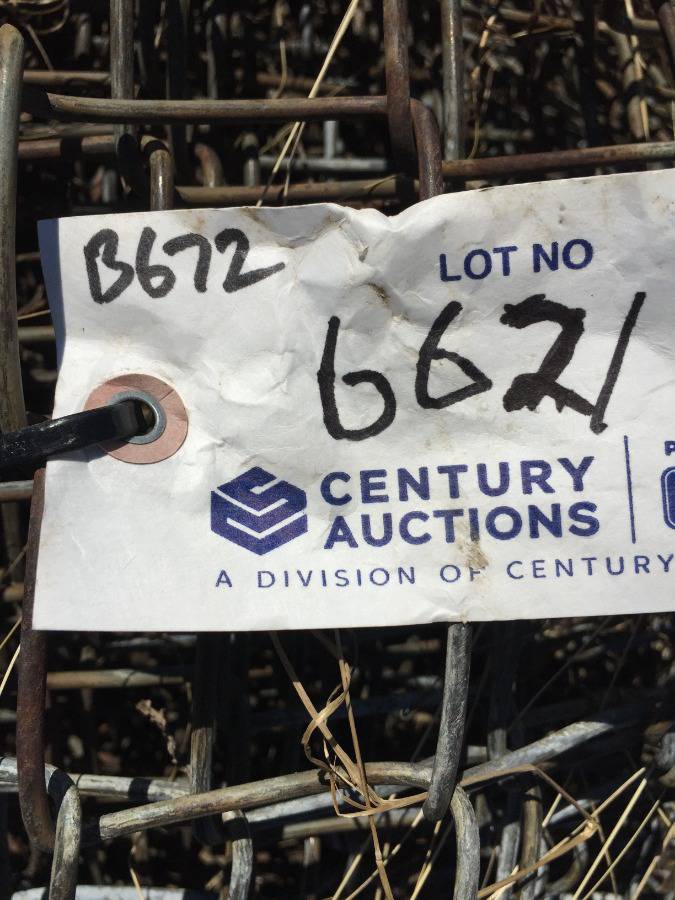 B672
LOT NO
6621
CENTURY
AUCTIONS
A DIVISION OF CENTURY
P